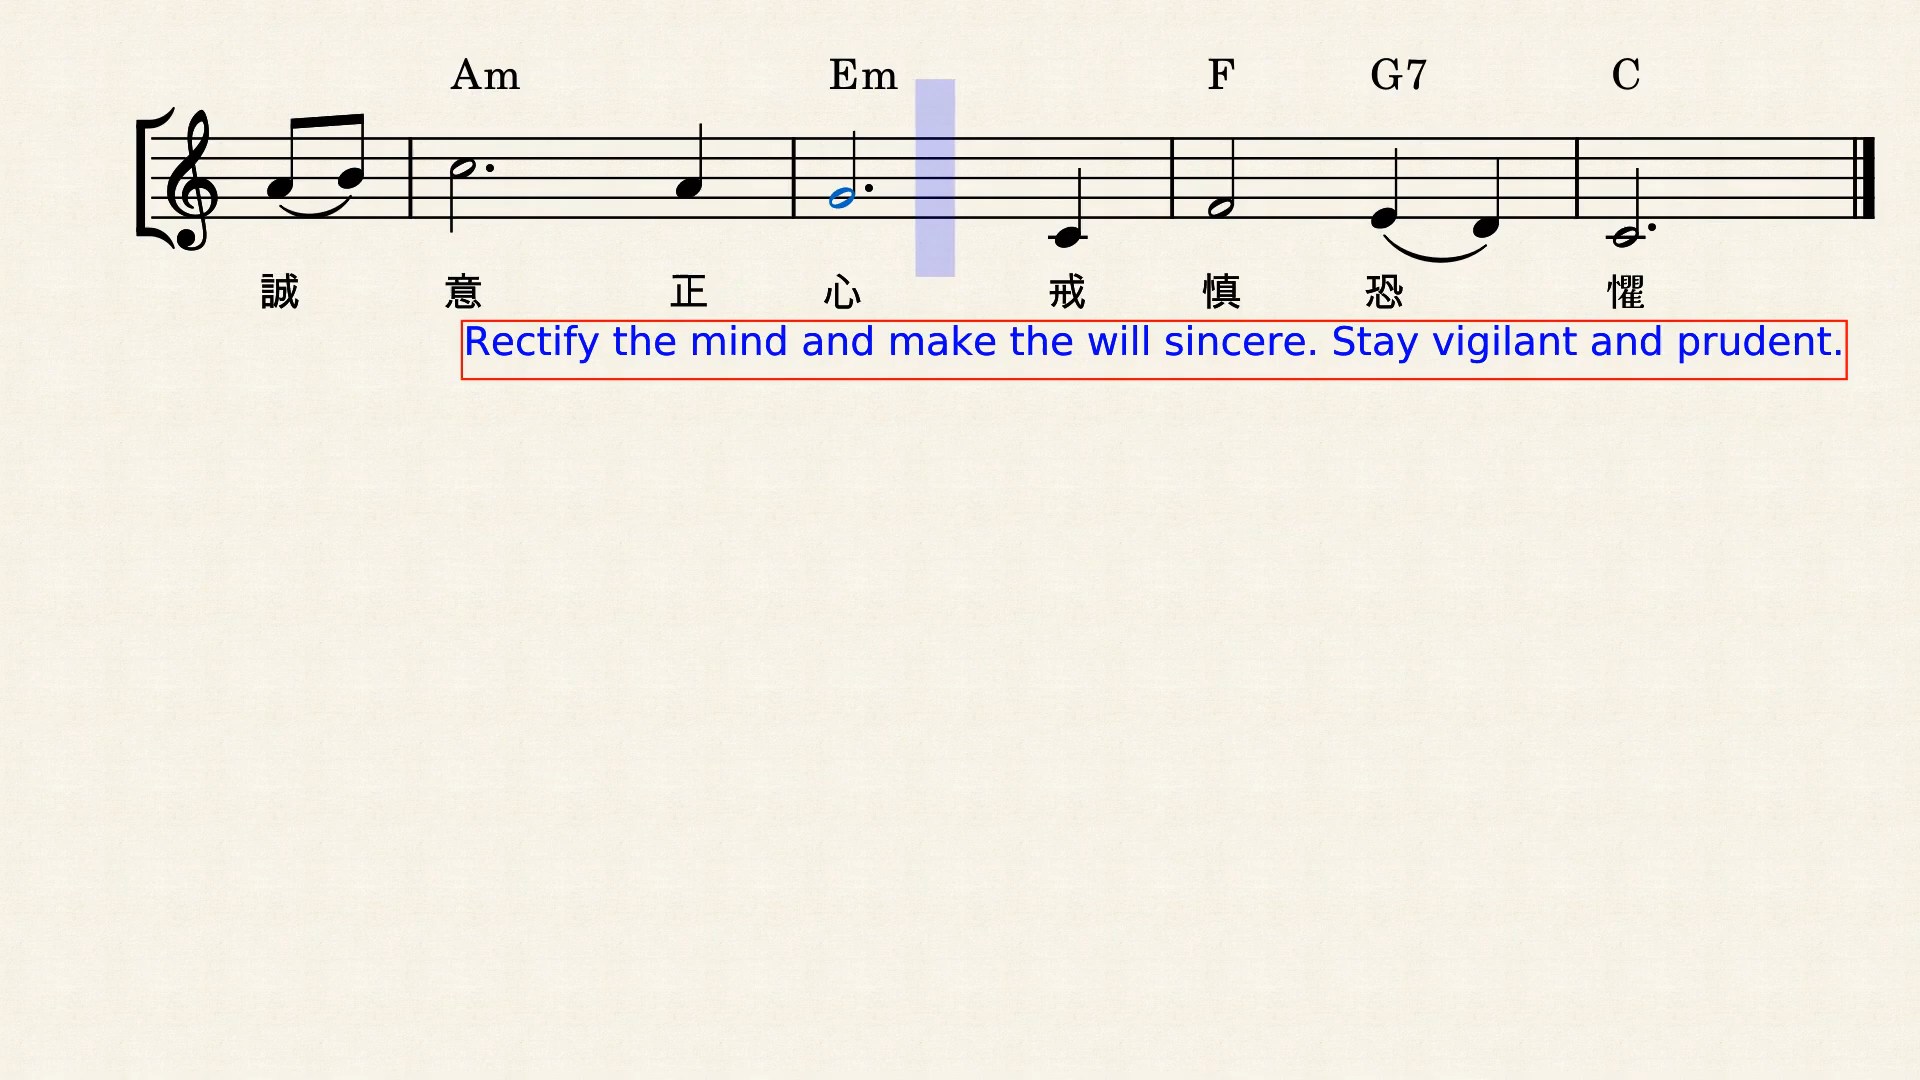 Am Em F G7 C
誠 意 正 心 戒 慎 恐 懼
Rectify the mind and make the will sincere. Stay vigilant and prudent.